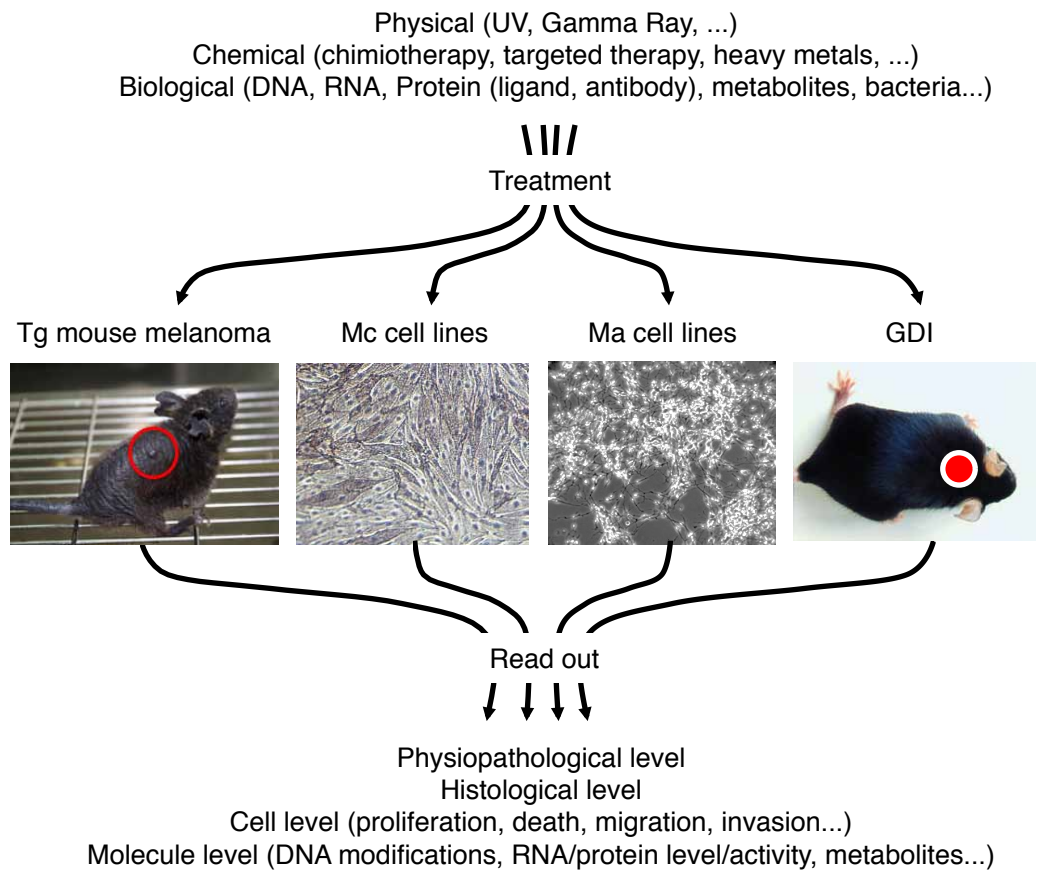 Physical (UV, Gamma Ray, ...)
Chemical (chimiotherapy, targeted therapy, heavy metals, ...)
Biological (DNA, RNA, Protein (ligand, antibody), metabolites, bacteria...)
Treatment
Tg mouse melanoma
Mc cell lines
Ma cell lines
GDI
Read out
Physiopathological level
Histological level
Cell level (proliferation, death, migration, invasion...)
Molecule level (DNA modifications, RNA/protein level/activity, metabolites...)